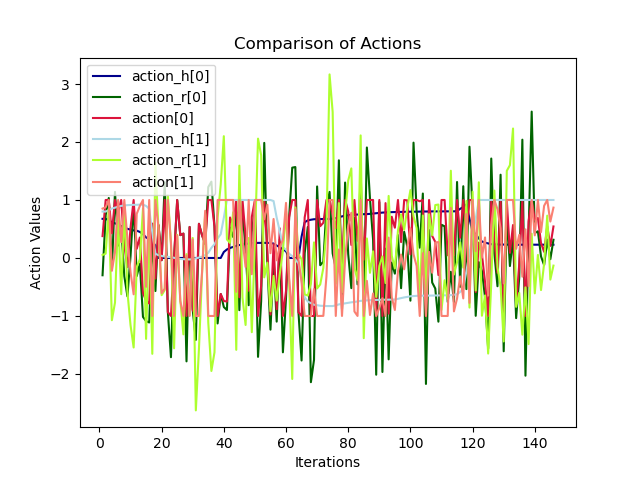 Comparison of Actions
action_h[0]
action_r[0]
action[0]
action_h[1]
action_r[1]
action[1]
Action Values
3
2
1
0
−1
−2
0
20
40
60
80
100
120
140
Iterations